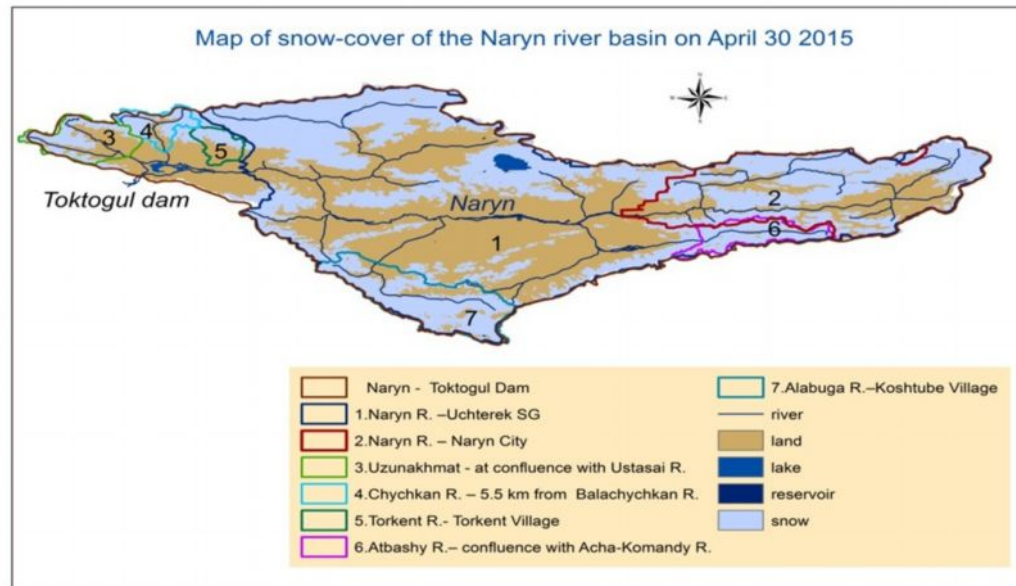 Map of snow-cover of the Naryn river basin on April 30 2015
3
4
5
Toktogul dam
Naryn
2
6
1
7
Naryn - Toktogul Dam
1.Naryn R. –Uchterek SG
2.Naryn R. – Naryn City
3.Uzunakhmat - at confluence with Ustasai R.
4.Chychkan R. – 5.5 km from Balachychkan R.
5.Torkent R.- Torkent Village
6.Atbashy R.– confluence with Acha-Komandy R.
7.Alabuga R.–Koshtube Village
river
land
lake
reservoir
snow